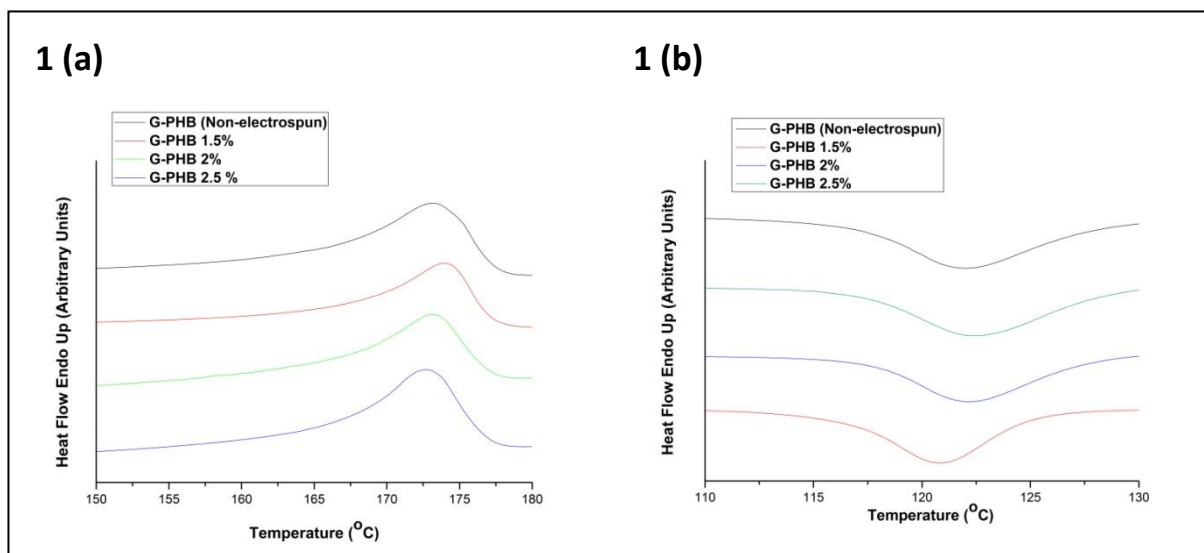 1 (a)
G-PHB (Non-electrospun)
G-PHB 1.5%
G-PHB 2%
G-PHB 2.5 %
Heat Flow Endo Up (Arbitrary Units)
150 155 160 165 170 175 180
Temperature (°C)
1 (b)
G-PHB (Non-electrospun)
G-PHB 1.5%
G-PHB 2%
G-PHB 2.5%
Heat Flow Endo Up (Arbitrary Units)
110 115 120 125 130
Temperature (°C)